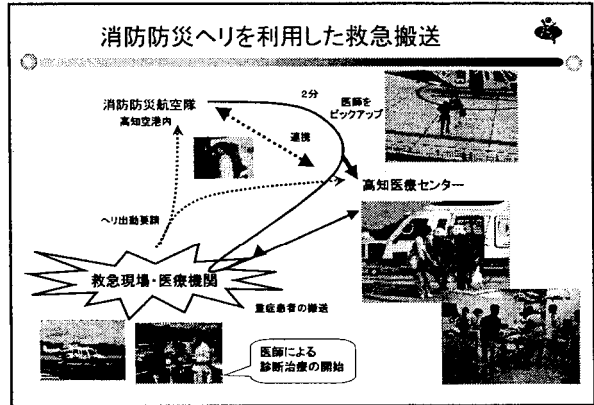 消防防災ヘリを利用した救急搬送
2分
消防防災航空隊
高知空港内
医師を
ピックアップ
連携
高知医療センター
ヘリ出動要請
救急現場・医療機関
重症患者の搬送
医師による
診断治療の開始